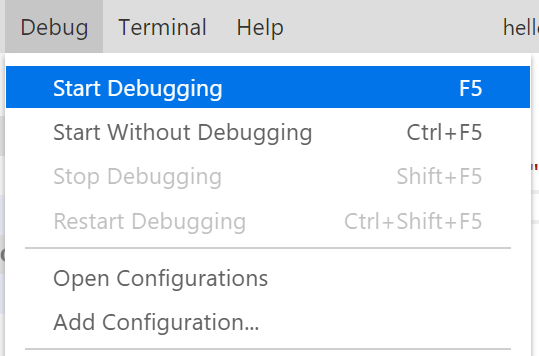 Debug Terminal Help hello
Start Debugging F5
Start Without Debugging Ctrl+F5
Stop Debugging Shift+F5
Restart Debugging Ctrl+Shift+F5
Open Configurations
Add Configuration...